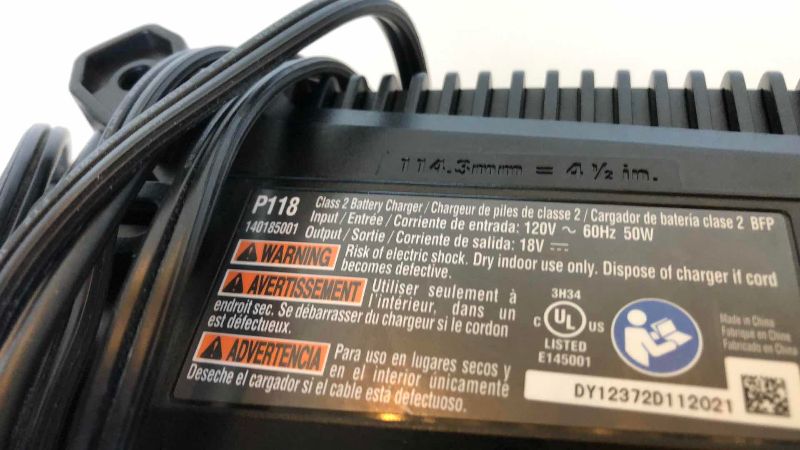 114.3mm = 4 ½ in.
P118 Class 2 Battery Charger / Chargeur de piles de classe 2 / Cargador de batería clase 2 BFP
140185001 Input / Entrée / Corriente de entrada: 120V ~ 60Hz 50W
Output / Sortie / Corriente de salida: 18V ⎓
WARNING Risk of electric shock. Dry indoor use only. Dispose of charger if cord
becomes defective.
AVERTISSEMENT Utiliser seulement à
l'intérieur, dans un
endroit sec. Se débarrasser du chargeur si le cordon
est défectueux.
ADVERTENCIA Para uso en lugares secos y
en el interior únicamente
Deseche el cargador si el cable esta defectuoso.
3H34
C UL US
LISTED
E145001
Made in China
Fabriqué en Chine
Fabricado en China
DY12372D112021